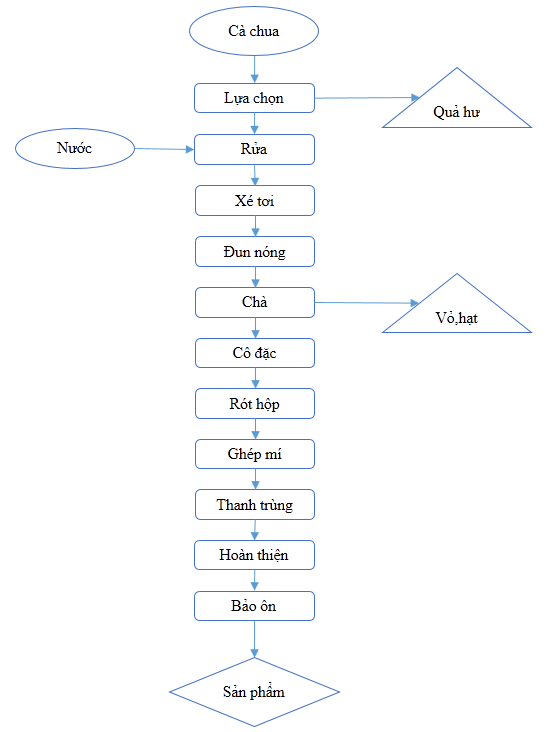 Cà chua
Lựa chọn
Quả hư
Nước
Rửa
Xé tơi
Đun nóng
Chà
Vỏ,hạt
Cô đặc
Rót hộp
Ghép mí
Thanh trùng
Hoàn thiện
Bảo ôn
Sản phẩm